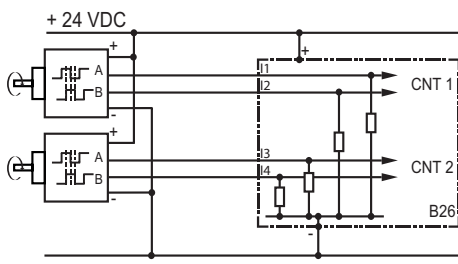 + 24 VDC
+
A
B
-
+
A
B
-
+
I1
I2
CNT 1
I3
I4
CNT 2
B26
-